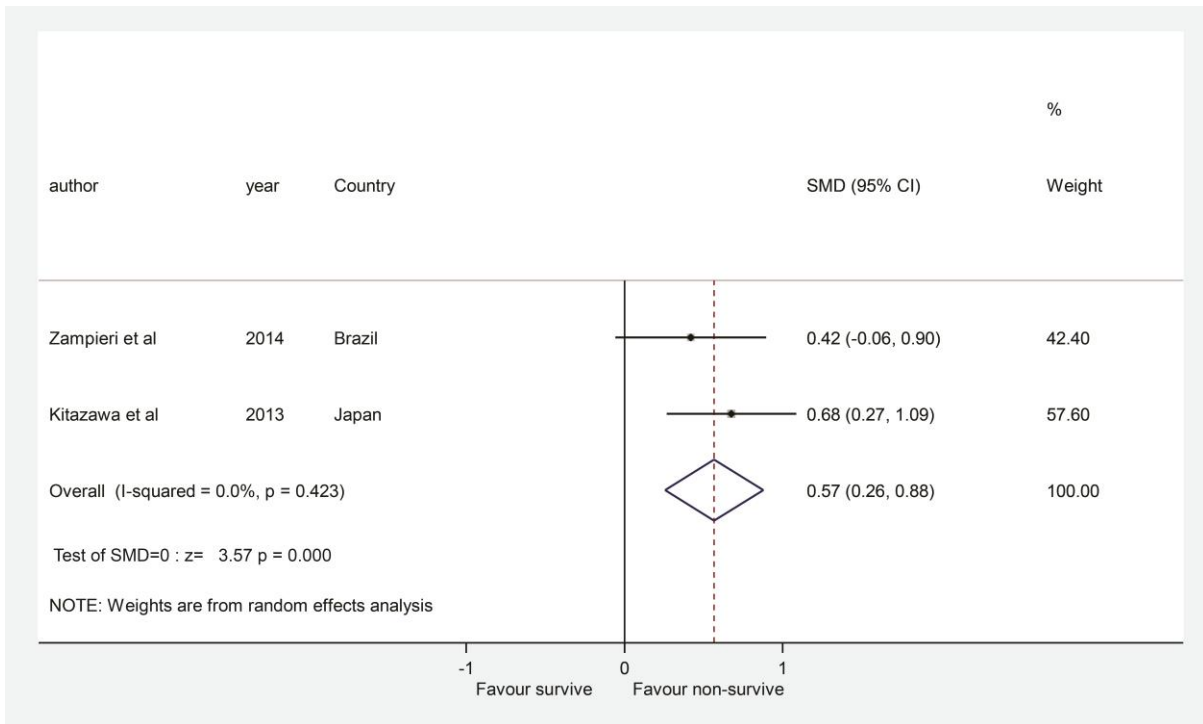 %
author year Country SMD (95% CI) Weight
Zampieri et al 2014 Brazil 0.42 (-0.06, 0.90) 42.40
Kitazawa et al 2013 Japan 0.68 (0.27, 1.09) 57.60
Overall (I-squared = 0.0%, p = 0.423) 0.57 (0.26, 0.88) 100.00
Test of SMD=0 : z= 3.57 p = 0.000
NOTE: Weights are from random effects analysis
-1 0 1
Favour survive Favour non-survive